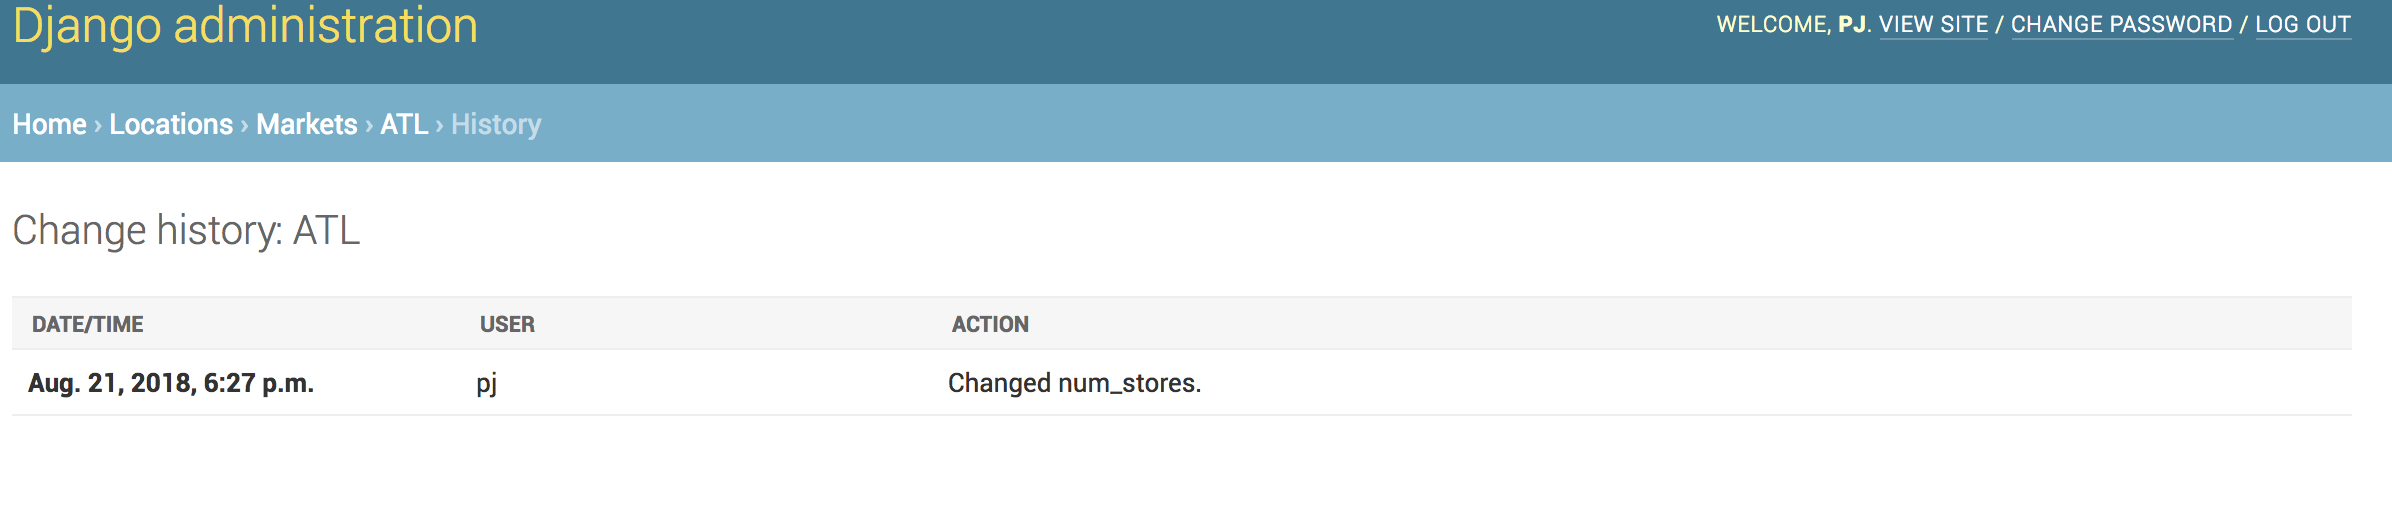 Django administration
WELCOME, PJ. VIEW SITE / CHANGE PASSWORD / LOG OUT
Home › Locations › Markets › ATL › History
Change history: ATL
DATE/TIME USER ACTION
Aug. 21, 2018, 6:27 p.m. pj Changed num_stores.